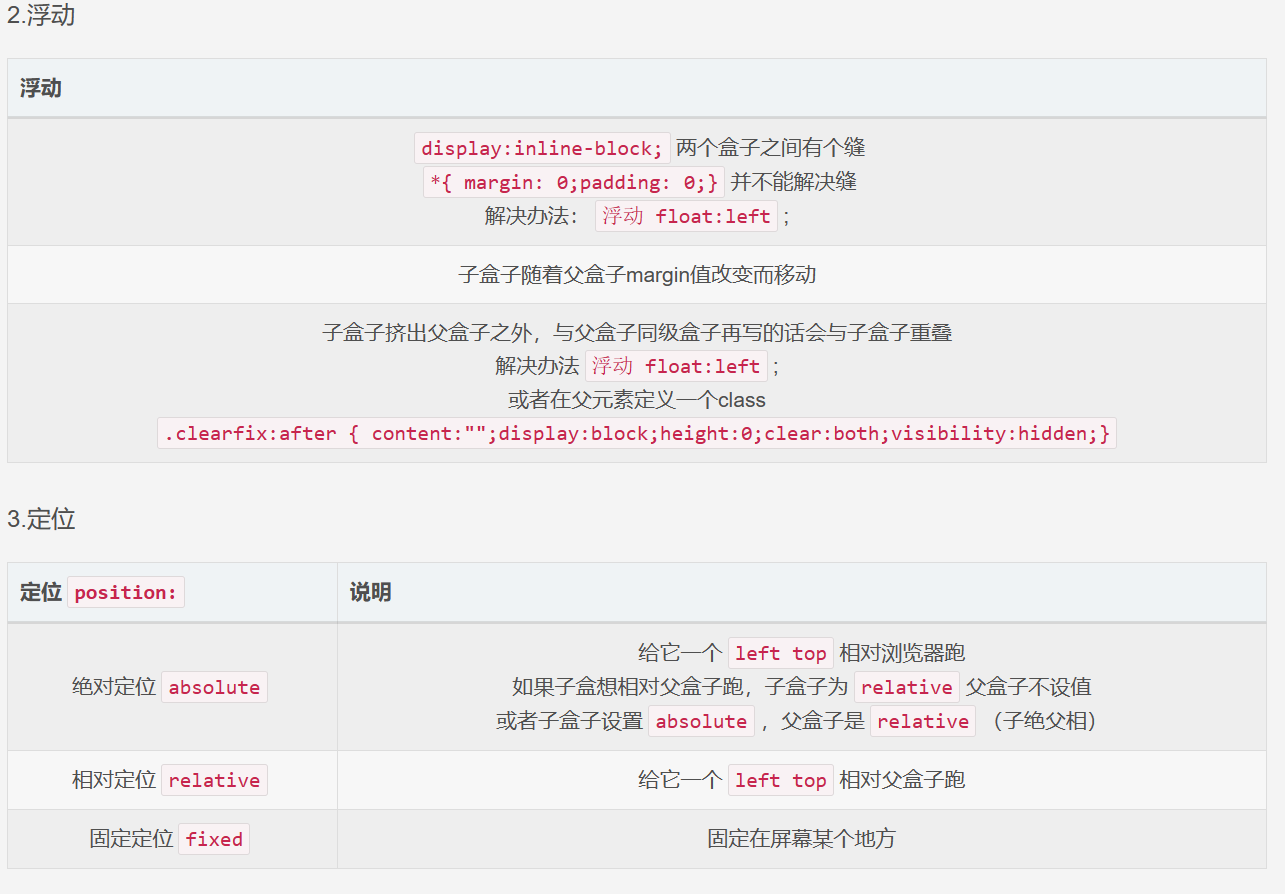 2.浮动
浮动
display:inline-block; 两个盒子之间有个缝
*{ margin: 0;padding: 0;} 并不能解决缝
解决办法： 浮动 float:left ；
子盒子随着父盒子margin值改变而移动
子盒子挤出父盒子之外，与父盒子同级盒子再写的话会与子盒子重叠
解决办法 浮动 float:left ；
或者在父元素定义一个class
.clearfix:after { content:"";display:block;height:0;clear:both;visibility:hidden;}
3.定位
定位 position: 说明
绝对定位 absolute
给它一个 left top 相对浏览器跑
如果子盒想相对父盒子跑，子盒子为 relative 父盒子不设值
或者子盒子设置 absolute ，父盒子是 relative （子绝父相）
相对定位 relative 给它一个 left top 相对父盒子跑
固定定位 fixed 固定在屏幕某个地方